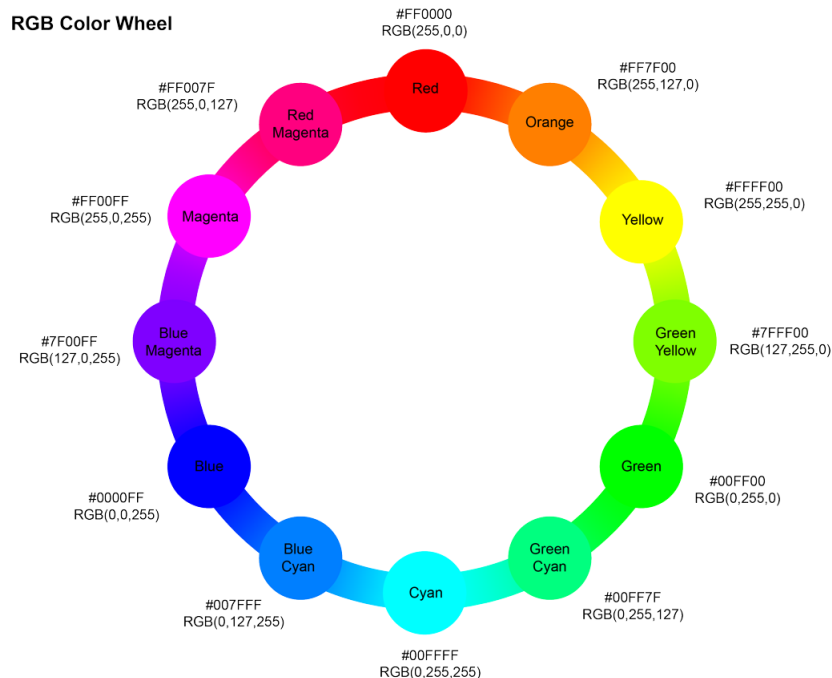 RGB Color Wheel
#FF0000
RGB(255,0,0)
Red
#FF7F00
RGB(255,127,0)
Orange
#FFFF00
RGB(255,255,0)
Yellow
#7FFF00
RGB(127,255,0)
Green
Yellow
#00FF00
RGB(0,255,0)
Green
#00FF7F
RGB(0,255,127)
Green
Cyan
#00FFFF
RGB(0,255,255)
Cyan
#007FFF
RGB(0,127,255)
Blue
Cyan
#0000FF
RGB(0,0,255)
Blue
#7F00FF
RGB(127,0,255)
Blue
Magenta
#FF00FF
RGB(255,0,255)
Magenta
#FF007F
RGB(255,0,127)
Red
Magenta